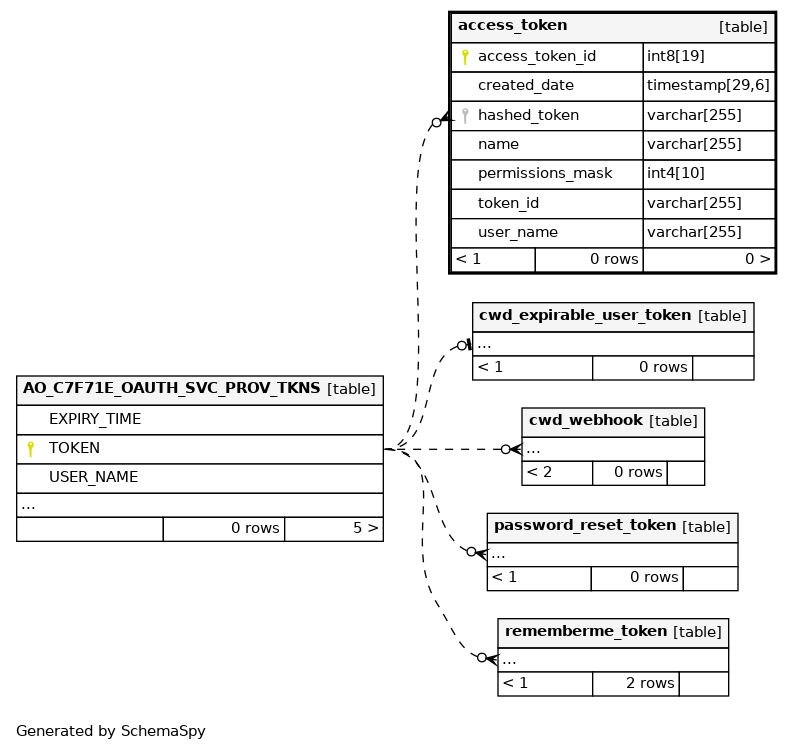 access_token [table]
access_token_id int8[19]
created_date timestamp[29,6]
hashed_token varchar[255]
name varchar[255]
permissions_mask int4[10]
token_id varchar[255]
user_name varchar[255]
< 1 0 rows 0 >
cwd_expirable_user_token [table]
...
< 1 0 rows
AO_C7F71E_OAUTH_SVC_PROV_TKNS [table]
EXPIRY_TIME
TOKEN
USER_NAME
...
0 rows 5 >
cwd_webhook [table]
...
< 2 0 rows
password_reset_token [table]
...
< 1 0 rows
rememberme_token [table]
...
< 1 2 rows
Generated by SchemaSpy